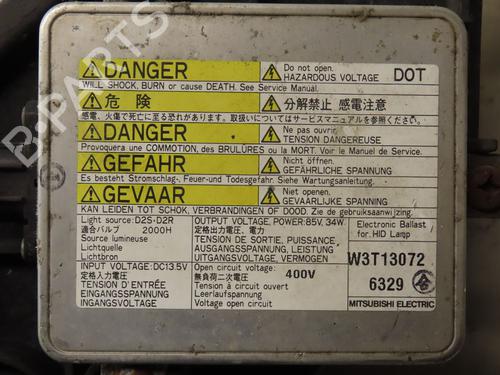 DANGER
Do not open.
HAZARDOUS VOLTAGE
DOT
WILL SHOCK, BURN or cause DEATH. See Service Manual.
危 険
分解禁止 感電注意
感電、火傷で死亡に至る恐れがあります。取扱いについてはサービスマニュアルを参照ください。
DANGER
Ne pas ouvrir.
TENSION DANGEREUSE
Provoquera une COMMOTION, des BRULÛRES ou la MORT. Voir le Manuel de Service.
GEFAHR
Nicht öffnen.
GEFÄHRLICHE SPANNUNG
Es besteht Stromschlag-, Feuer-und Todesgefahr. Siehe Wartungsanleitung.
GEVAAR
Niet openen.
GEVAARLIJKE SPANNING
KAN LEIDEN TOT SCHOK, VERBRANDINGEN OF DOOD. Zie de gebruiksaanwijzing.
Light source:D2S-D2R
適合バルブ 2000H
Source lumineuse
Lichtquelle
Lichtbron
OUTPUT VOLTAGE, POWER:85V, 34W
定格出力電圧、電力
TENSION DE SORTIE, PUISSANCE,
AUSGANGSSPANNUNG, LEISTUNG
UITGANGSVOLTAGE, VERMOGEN
Electronic Ballast
for HID Lamp
INPUT VOLTAGE:DC13.5V
定格入力電圧
TENSION D'ENTRÉE
EINGANGSSPANNUNG
INGANGSVOLTAGE
Open circuit voltage:
無負荷二次電圧 400V
Tension à circuit ouvert
Leerlaufspannung
Voltage in open circuit
W3T13072
6329
MITSUBISHI ELECTRIC
B-PARTS